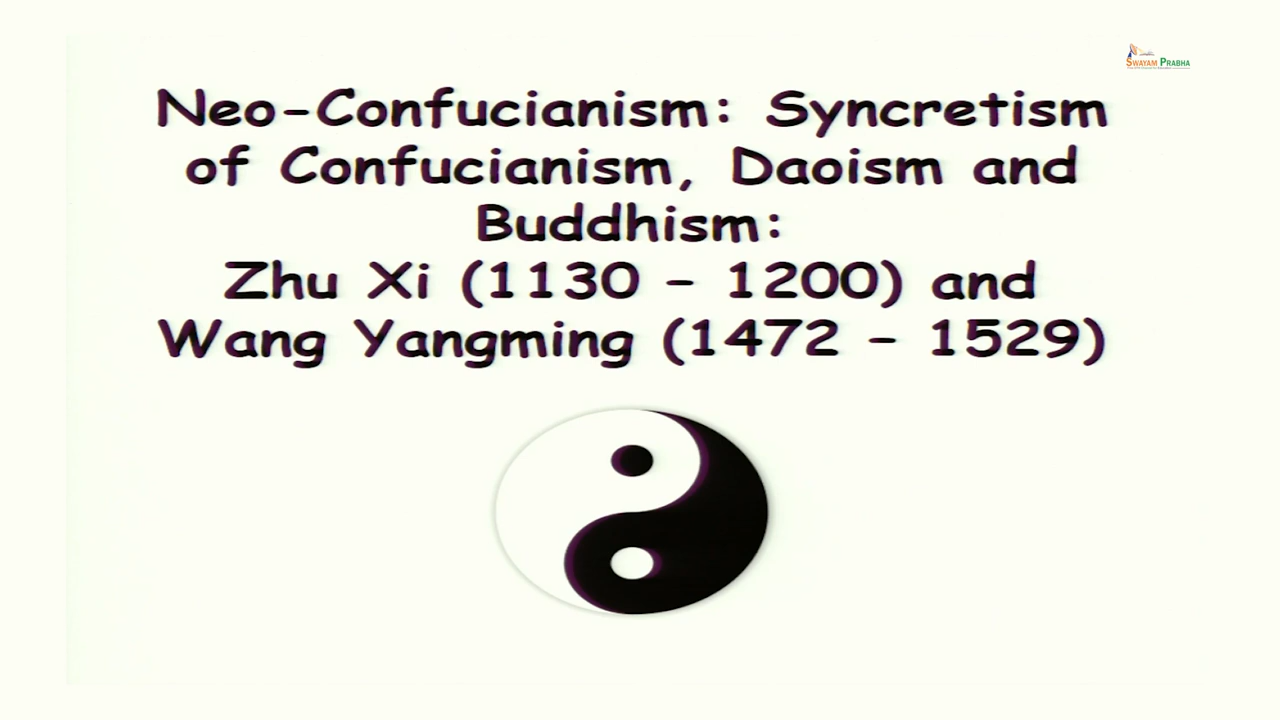 SWAYAM PRABHA
Neo-Confucianism: Syncretism
of Confucianism, Daoism and
Buddhism:
Zhu Xi (1130 - 1200) and
Wang Yangming (1472 - 1529)